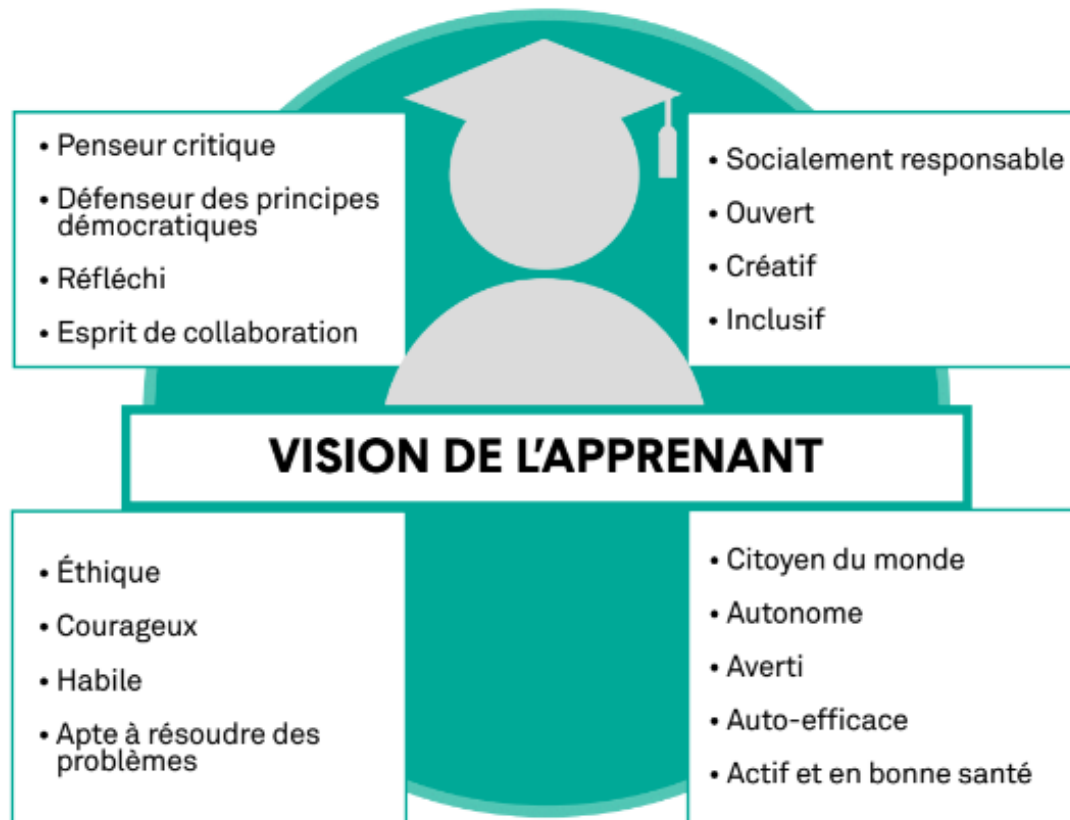 • Penseur critique
• Défenseur des principes
démocratiques
• Réfléchi
• Esprit de collaboration
• Socialement responsable
• Ouvert
• Créatif
• Inclusif
VISION DE L'APPRENANT
• Éthique
• Courageux
• Habile
• Apte à résoudre des
problèmes
• Citoyen du monde
• Autonome
• Averti
• Auto-efficace
• Actif et en bonne santé